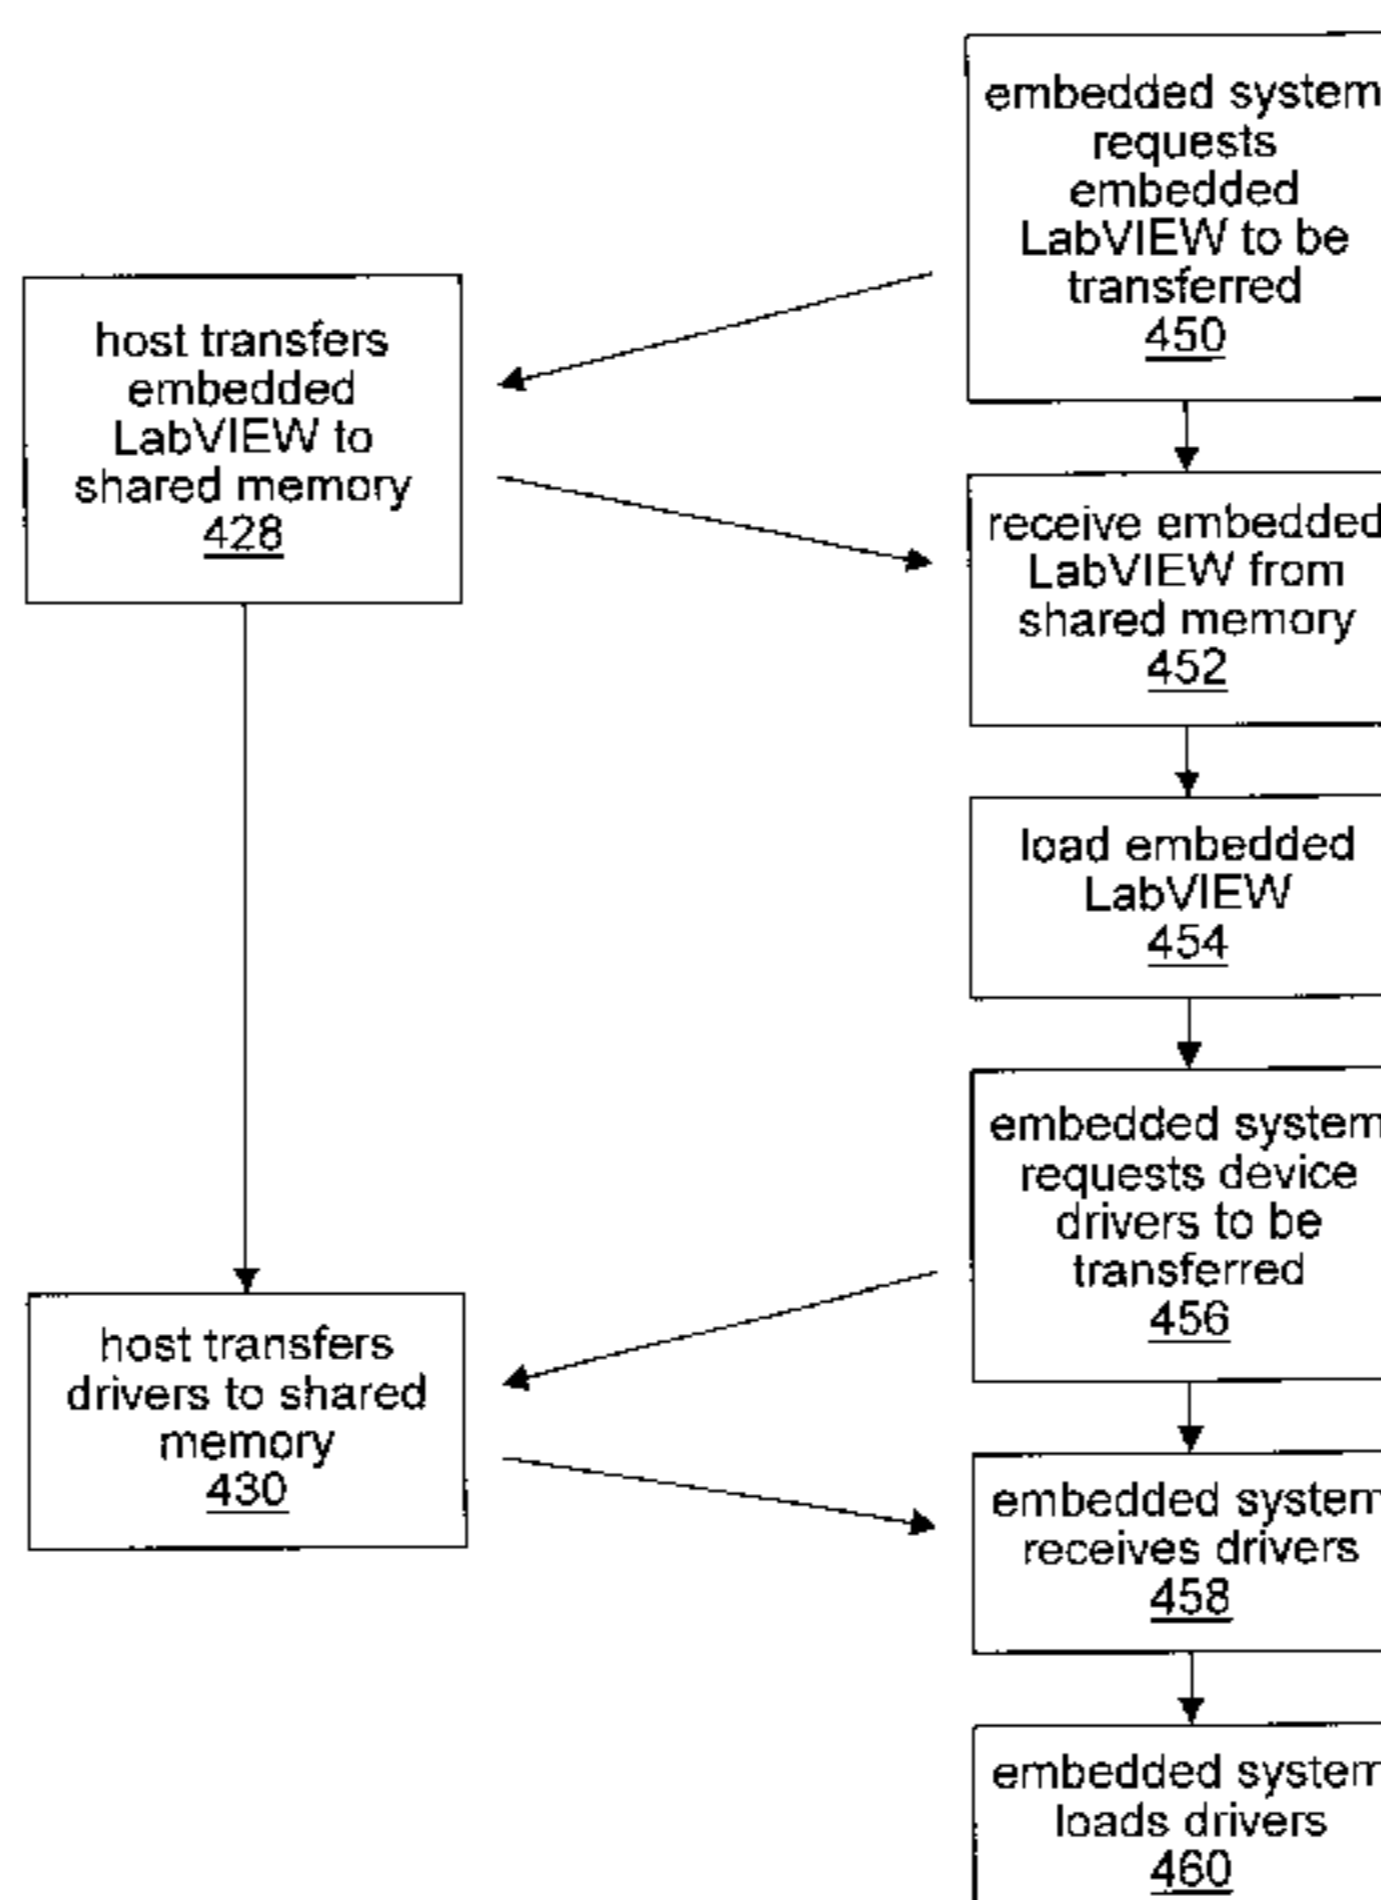 embedded system
requests
embedded
LabVIEW to be
transferred
450
host transfers
embedded
LabVIEW to
shared memory
428
receive embedded
LabVIEW from
shared memory
452
load embedded
LabVIEW
454
embedded system
requests device
drivers to be
transferred
456
host transfers
drivers to shared
memory
430
embedded system
receives drivers
458
embedded system
loads drivers
460